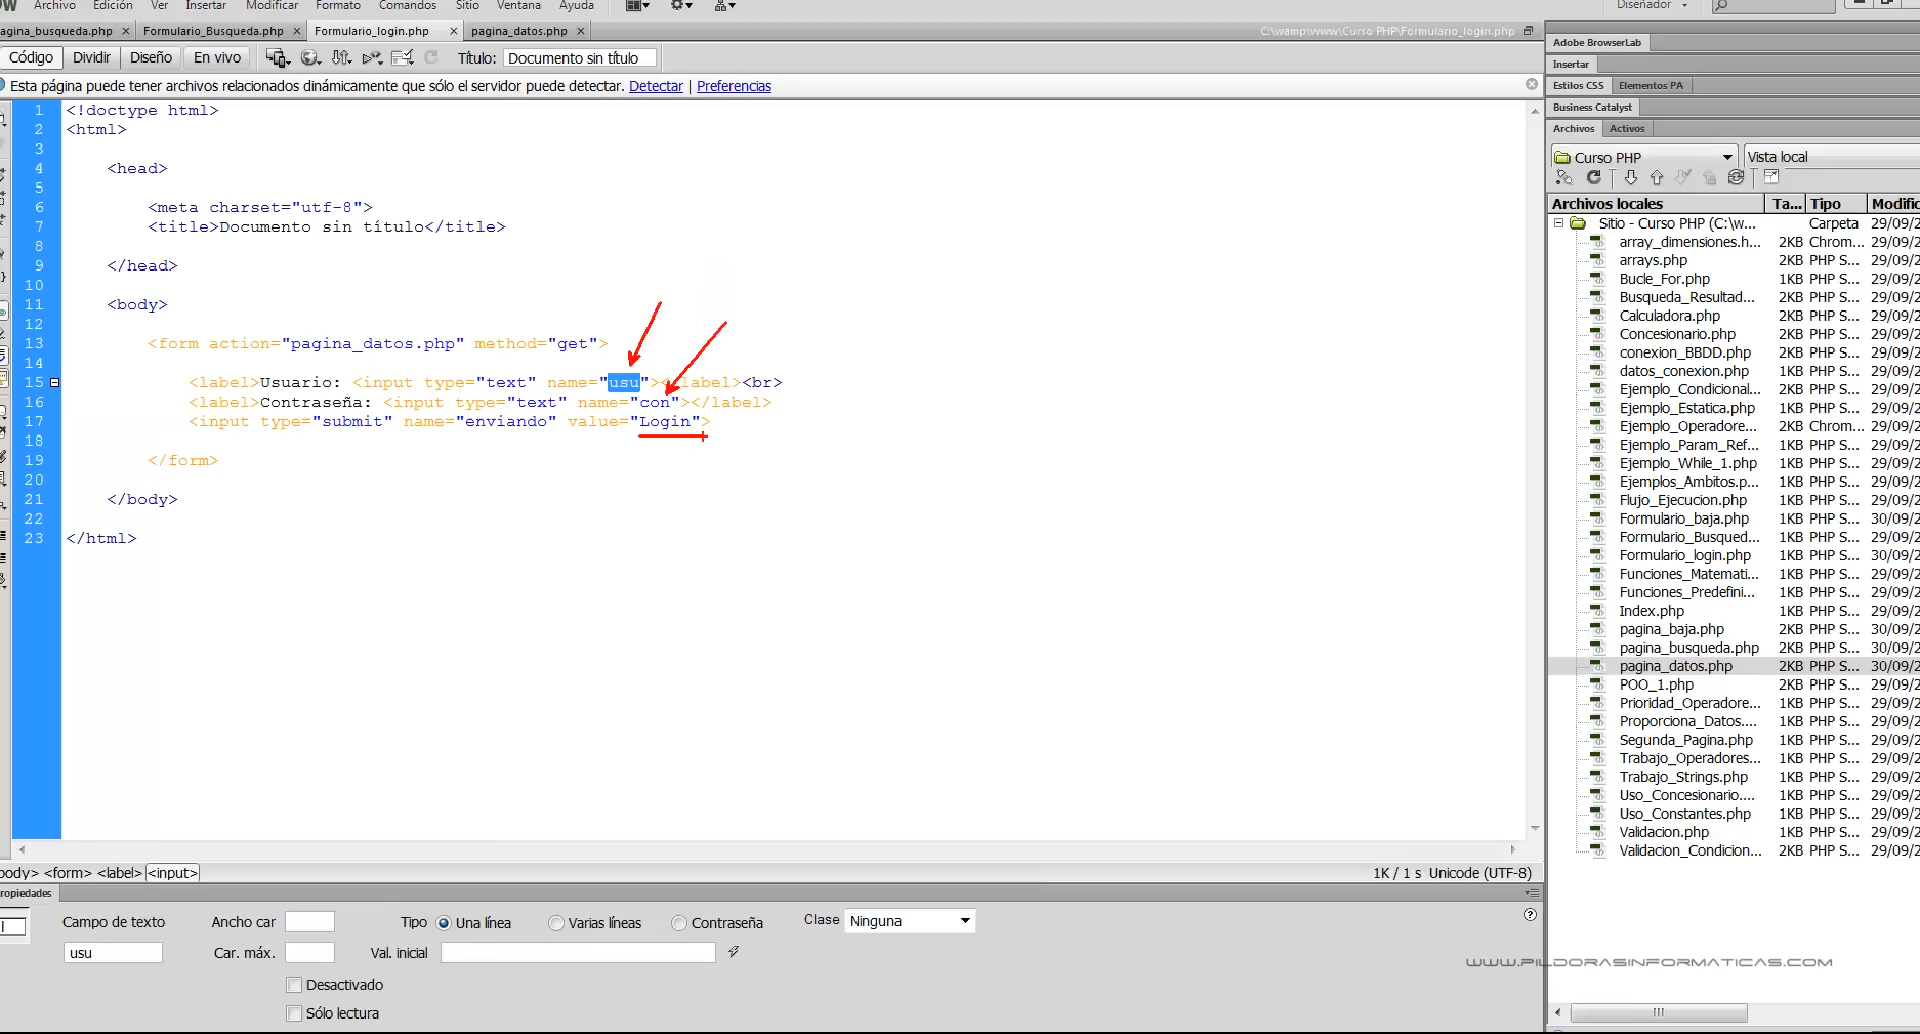 Archivo Edición Ver Insertar Modificar Formato Comandos Sitio Ventana Ayuda Diseñador
agina_busqueda.php × Formulario_Busqueda.php × Formulario_login.php × pagina_datos.php × C:\wamp\www\Curso PHP\Formulario_login.php
Código Dividir Diseño En vivo Título: Documento sin título
Esta página puede tener archivos relacionados dinámicamente que sólo el servidor puede detectar. Detectar | Preferencias
1 <!doctype html>
2 <html>
3
4 <head>
5
6 <meta charset="utf-8">
7 <title>Documento sin título</title>
8
9 </head>
10
11 <body>
12
13 <form action="pagina_datos.php" method="get">
14
15 <label>Usuario: <input type="text" name="usu"></label><br>
16 <label>Contraseña: <input type="text" name="con"></label>
17 <input type="submit" name="enviando" value="Login">
18
19 </form>
20
21 </body>
22
23 </html>
body> <form> <label> <input> 1K / 1 s Unicode (UTF-8)
ropiedades
Campo de texto Ancho car Tipo Una línea Varias líneas Contraseña Clase Ninguna
usu Car. máx. Val. inicial
Desactivado
Sólo lectura
Adobe BrowserLab
Insertar
Estilos CSS Elementos PA
Business Catalyst
Archivos Activos
Curso PHP Vista local
Archivos locales Ta... Tipo Modific
Sitio - Curso PHP (C:\w... Carpeta 29/09/2
array_dimensiones.h... 2KB Chrom... 29/09/2
arrays.php 2KB PHP S... 29/09/2
Bucle_For.php 1KB PHP S... 29/09/2
Busqueda_Resultad... 2KB PHP S... 29/09/2
Calculadora.php 2KB PHP S... 29/09/2
Concesionario.php 2KB PHP S... 29/09/2
conexion_BBDD.php 2KB PHP S... 29/09/2
datos_conexion.php 1KB PHP S... 29/09/2
Ejemplo_Condicional... 2KB PHP S... 29/09/2
Ejemplo_Estatica.php 1KB PHP S... 29/09/2
Ejemplo_Operadore... 2KB Chrom... 29/09/2
Ejemplo_Param_Ref... 1KB PHP S... 29/09/2
Ejemplo_While_1.php 1KB PHP S... 29/09/2
Ejemplos_Ambitos.p... 1KB PHP S... 29/09/2
Flujo_Ejecucion.php 1KB PHP S... 29/09/2
Formulario_baja.php 1KB PHP S... 30/09/2
Formulario_Busqued... 1KB PHP S... 29/09/2
Formulario_login.php 1KB PHP S... 30/09/2
Funciones_Matemati... 1KB PHP S... 29/09/2
Funciones_Predefini... 1KB PHP S... 29/09/2
Index.php 1KB PHP S... 29/09/2
pagina_baja.php 2KB PHP S... 30/09/2
pagina_busqueda.php 2KB PHP S... 30/09/2
pagina_datos.php 2KB PHP S... 30/09/2
POO_1.php 2KB PHP S... 29/09/2
Prioridad_Operadore... 1KB PHP S... 29/09/2
Proporciona_Datos.... 1KB PHP S... 29/09/2
Segunda_Pagina.php 1KB PHP S... 29/09/2
Trabajo_Operadores... 1KB PHP S... 29/09/2
Trabajo_Strings.php 1KB PHP S... 29/09/2
Uso_Concesionario.... 1KB PHP S... 29/09/2
Uso_Constantes.php 1KB PHP S... 29/09/2
Validacion.php 1KB PHP S... 29/09/2
Validacion_Condicion... 2KB PHP S... 29/09/2
WWW.PILDORASINFORMATICAS.COM